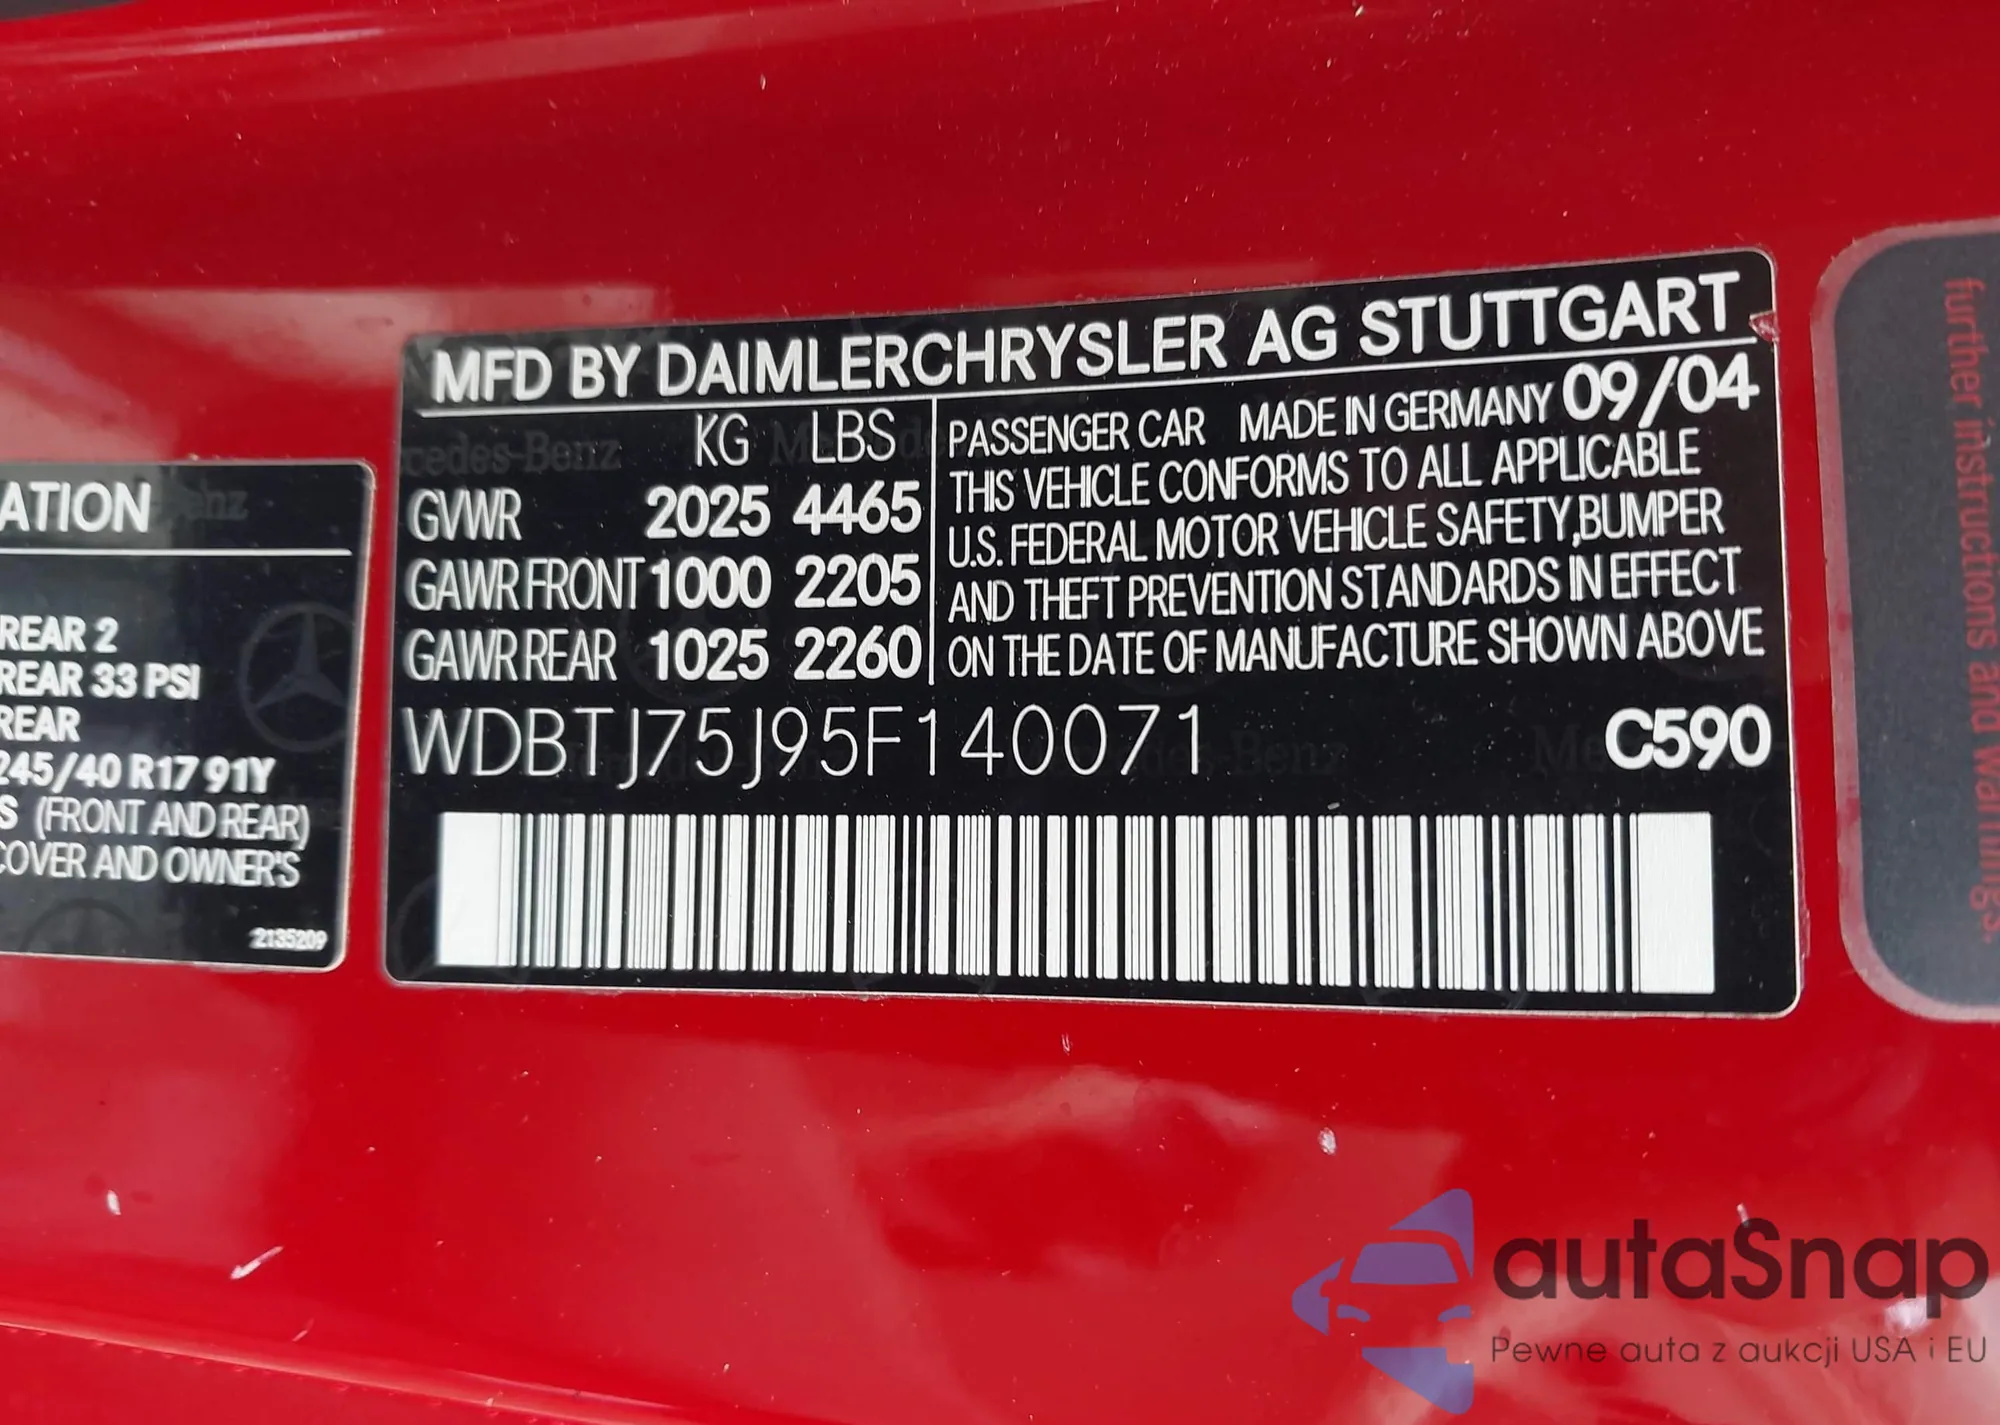 MFD BY DAIMLERCHRYSLER AG STUTTGART
KG LBS
GVWR 2025 4465
GAWR FRONT 1000 2205
GAWR REAR 1025 2260
PASSENGER CAR MADE IN GERMANY 09/04
THIS VEHICLE CONFORMS TO ALL APPLICABLE
U.S. FEDERAL MOTOR VEHICLE SAFETY,BUMPER
AND THEFT PREVENTION STANDARDS IN EFFECT
ON THE DATE OF MANUFACTURE SHOWN ABOVE
WDBTJ75J95F140071 C590
ATION
REAR 2
REAR 33 PSI
REAR
245/40 R17 91Y
S (FRONT AND REAR)
COVER AND OWNER'S
2135209
further instructions and warnings.
autaSnap
Pewne auta z aukcji USA i EU